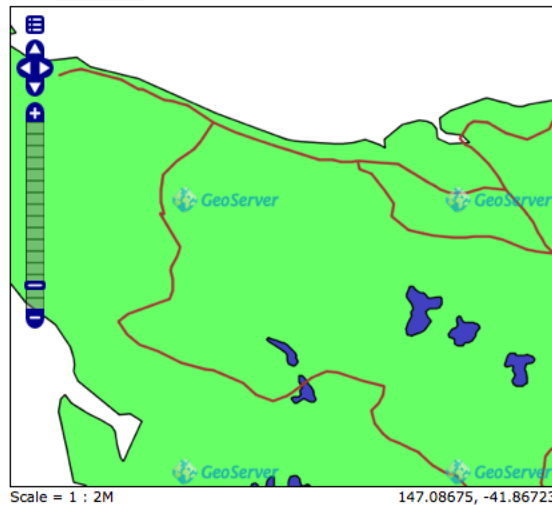 GeoServer
GeoServer
GeoServer
GeoServer
Scale = 1 : 2M
147.08675, -41.86723